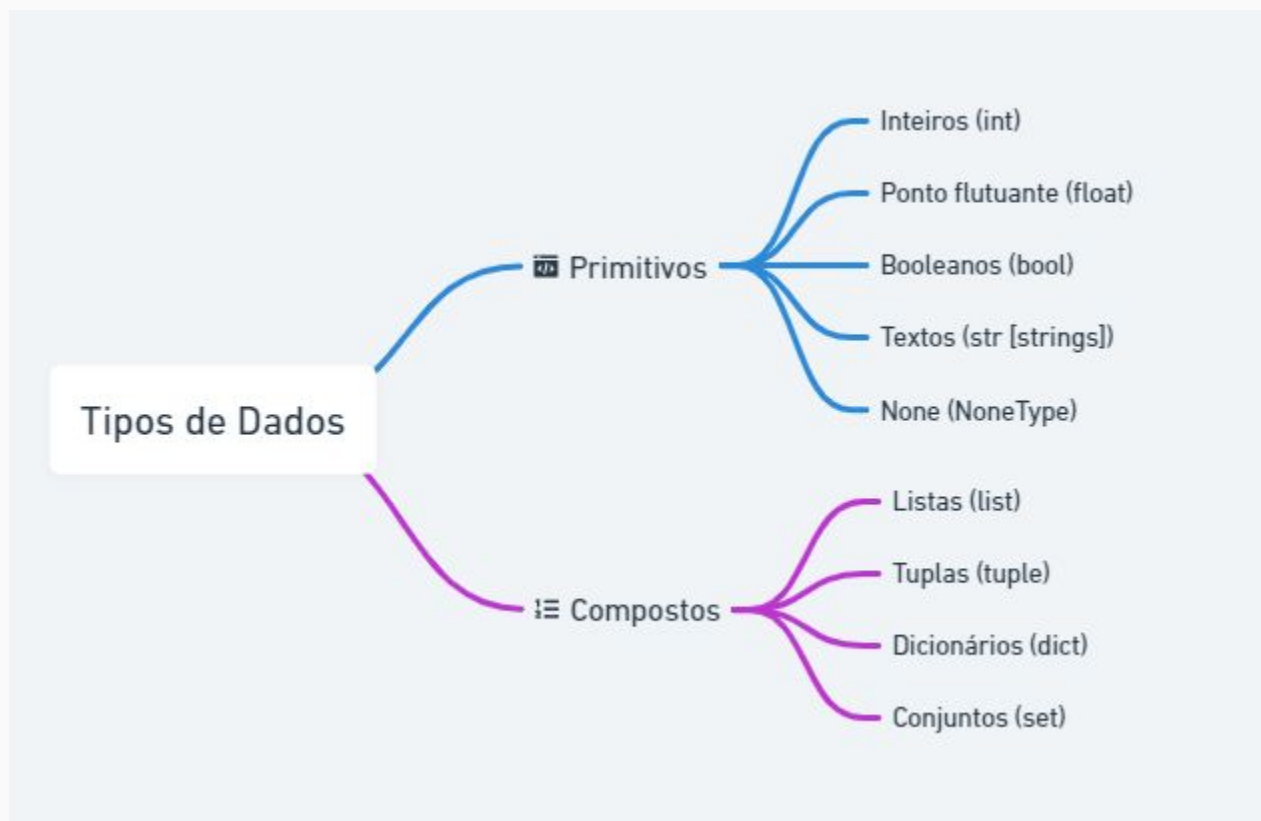 Tipos de Dados
Primitivos
Inteiros (int)
Ponto flutuante (float)
Booleanos (bool)
Textos (str [strings])
None (NoneType)
Compostos
Listas (list)
Tuplas (tuple)
Dicionários (dict)
Conjuntos (set)